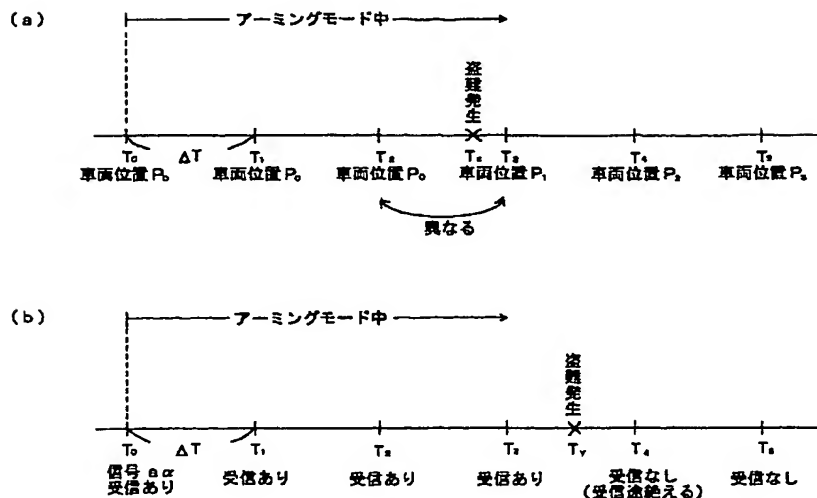 (a)
アーミングモード中
盗難発生
T₀ ΔT T₁ T₂ Tx T₃ T₄ T₅
車両位置P₀ 車両位置P₀ 車両位置P₀ 車両位置P₁ 車両位置P₂ 車両位置P₃
異なる
(b)
アーミングモード中
盗難発生
T₀ ΔT T₁ T₂ T₃ TY T₄ T₅
信号aα
受信あり 受信あり 受信あり 受信あり 受信なし 受信なし
(受信途絶える)